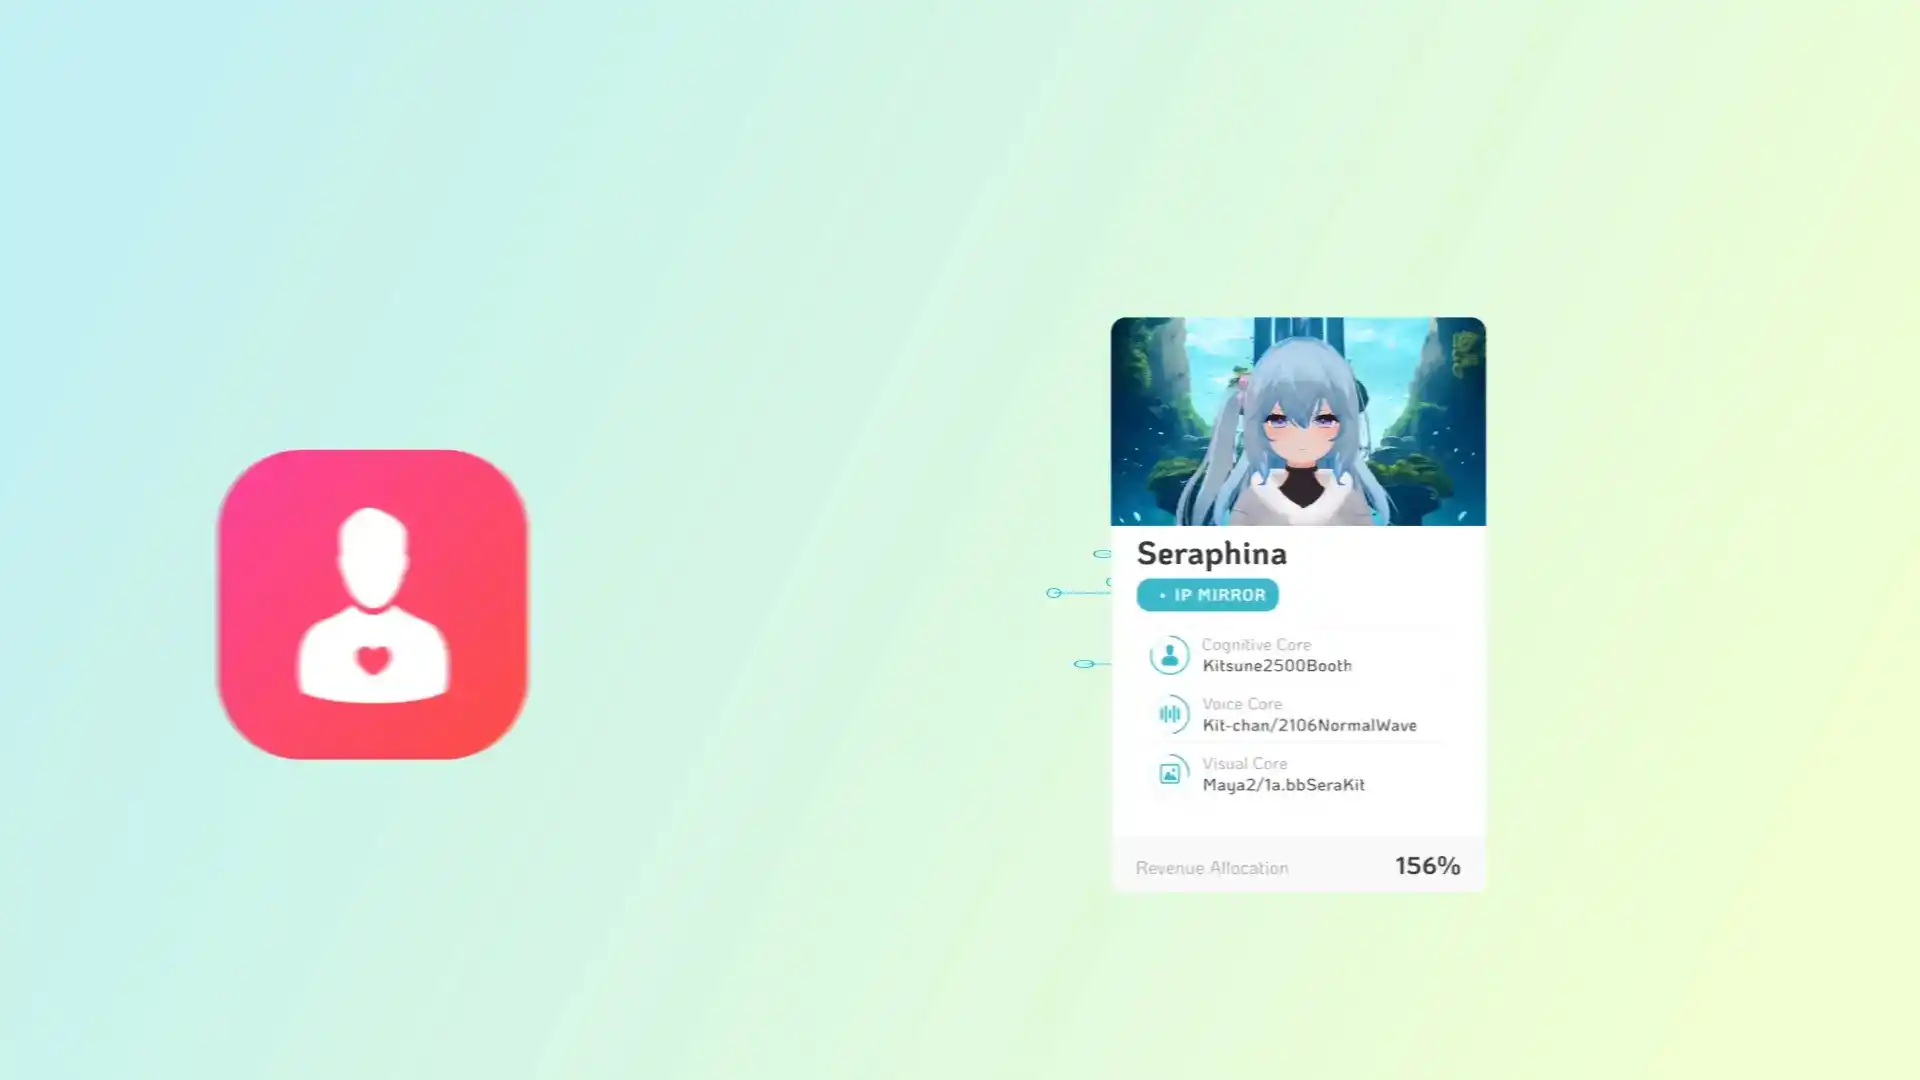 Seraphina
• IP MIRROR
Cognitive Core
Kitsune2500Booth
Voice Core
Kit-chan/2106NormalWave
Visual Core
Maya2/1a.bbSeraKit
Revenue Allocation 156%